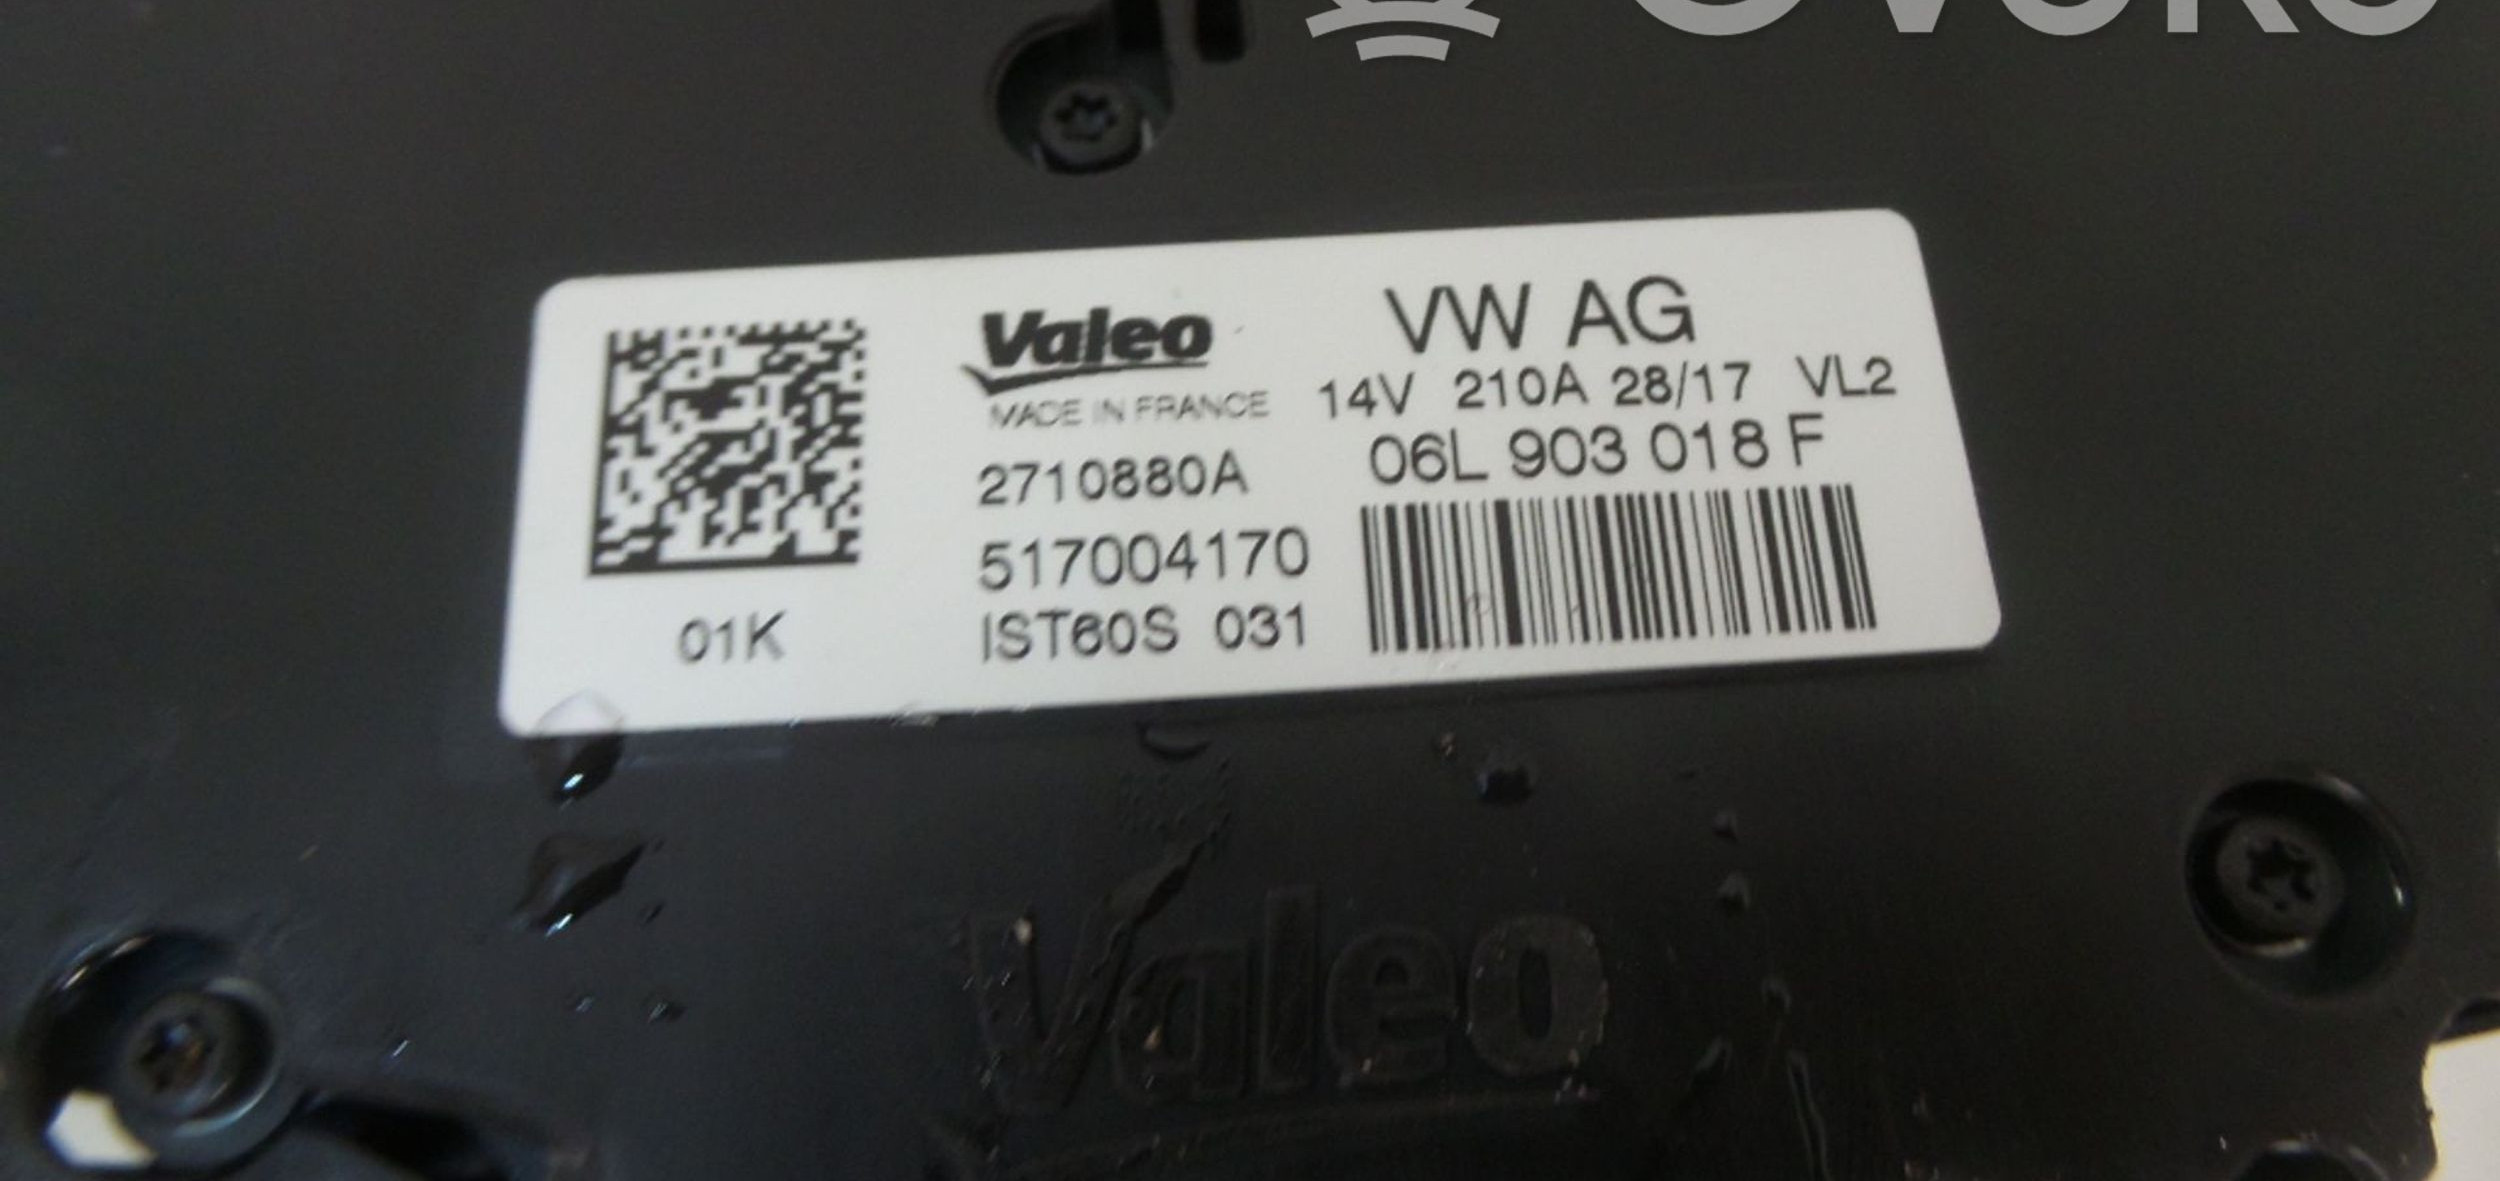 Valeo
MADE IN FRANCE
2710880A
517004170
IST60S 031
01K
VW AG
14V 210A 28/17 VL2
06L 903 018 F
Valeo